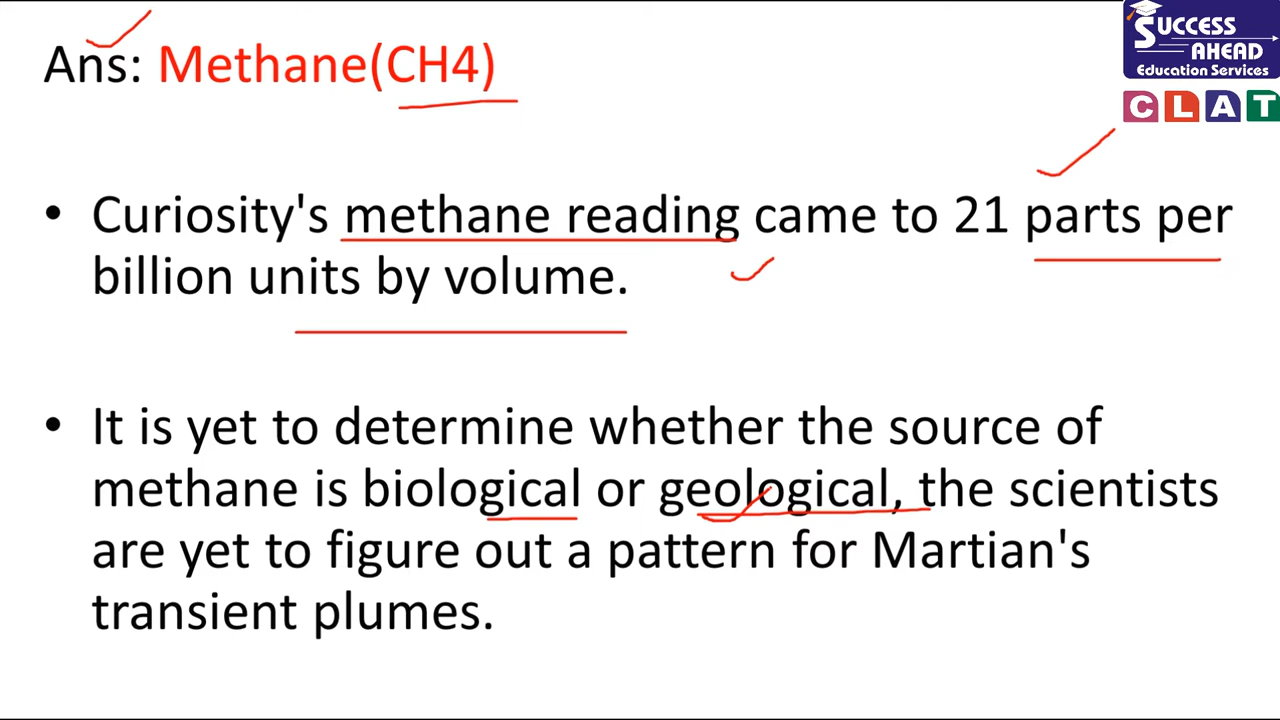 SUCCESS
AHEAD
Education Services
CLAT
Ans: Methane(CH4)
• Curiosity's methane reading came to 21 parts per
billion units by volume.
• It is yet to determine whether the source of
methane is biological or geological, the scientists
are yet to figure out a pattern for Martian's
transient plumes.